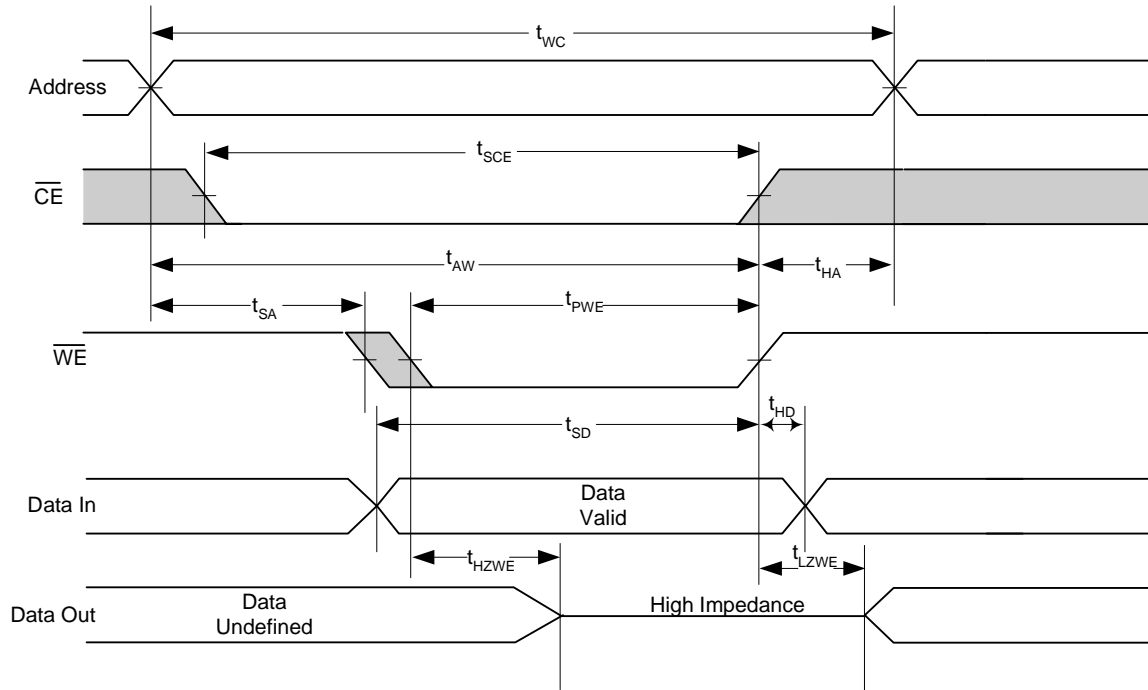 tWC
Address
tSCE
CE
tAW
tHA
tSA
tPWE
WE
tHD
tSD
Data In
Data
Valid
tHZWE
tLZWE
Data Out
Data
Undefined
High Impedance